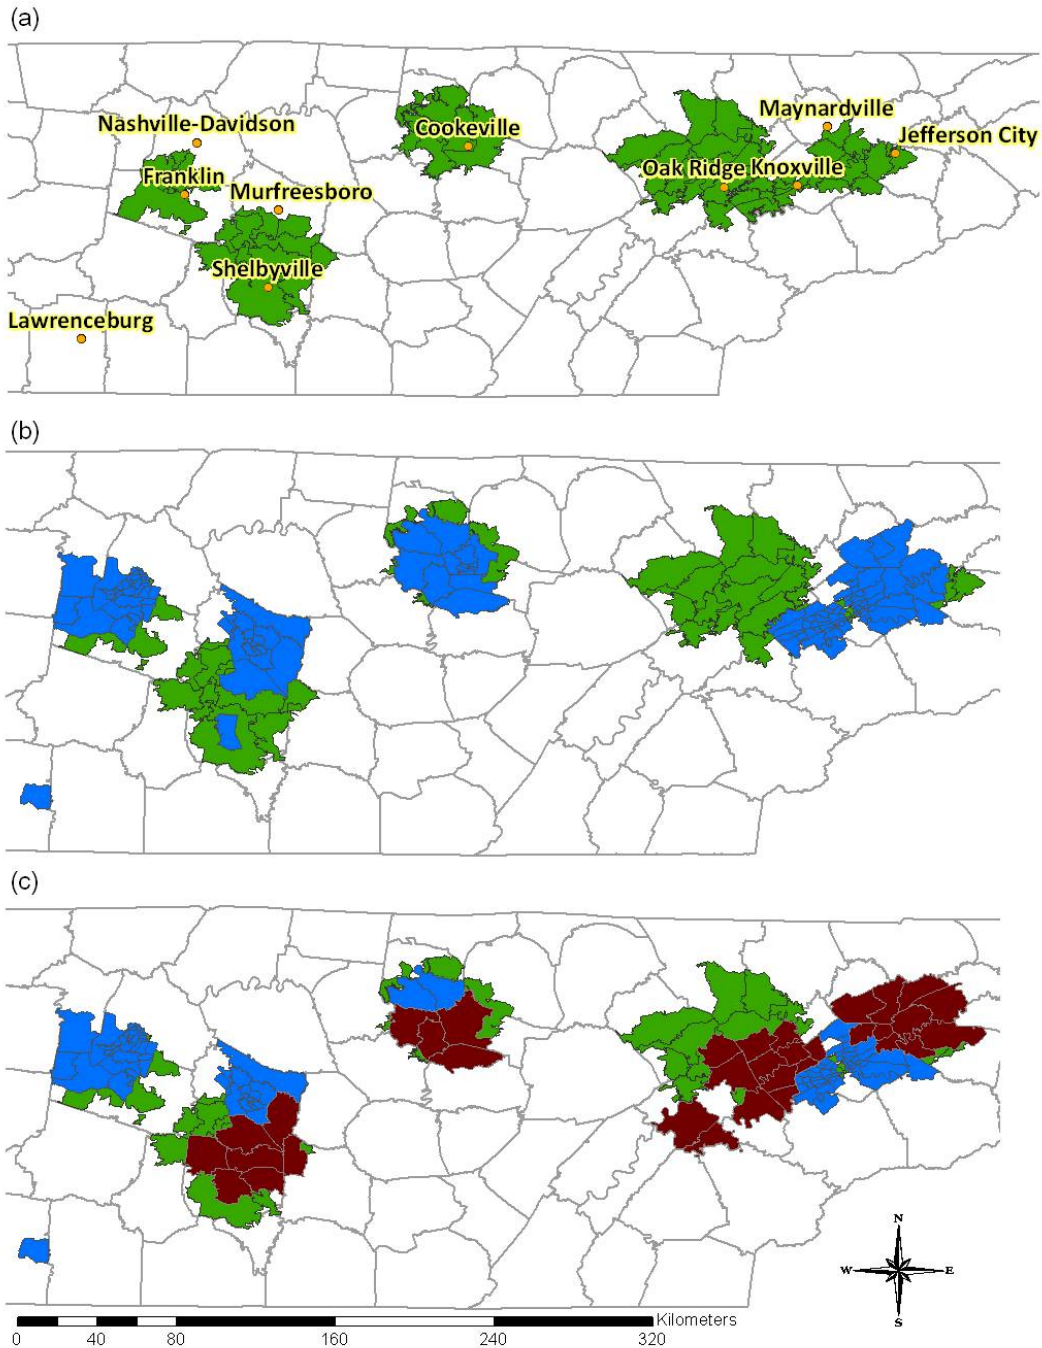 (a)
Nashville-Davidson
Cookeville
Maynardville
Jefferson City
Franklin
Murfreesboro
Oak Ridge
Knoxville
Shelbyville
Lawrenceburg
(b)
(c)
N
W
E
S
Kilometers
0 40 80 160 240 320